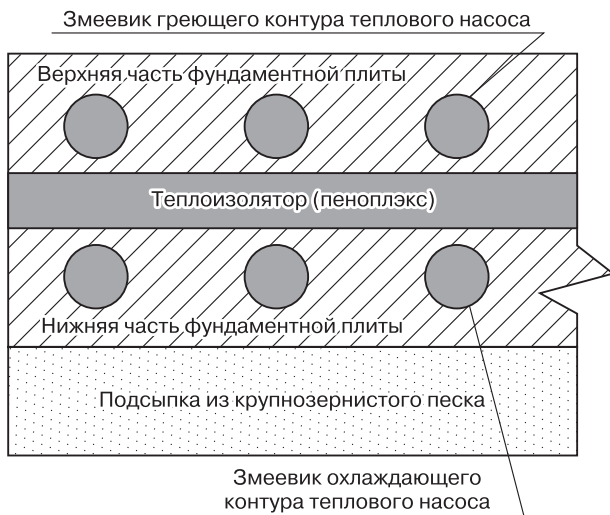 Змеевик греющего контура теплового насоса
Верхняя часть фундаментной плиты
Теплоизолятор (пеноплэкс)
Нижняя часть фундаментной плиты
Подсыпка из крупнозернистого песка
Змеевик охлаждающего
контура теплового насоса